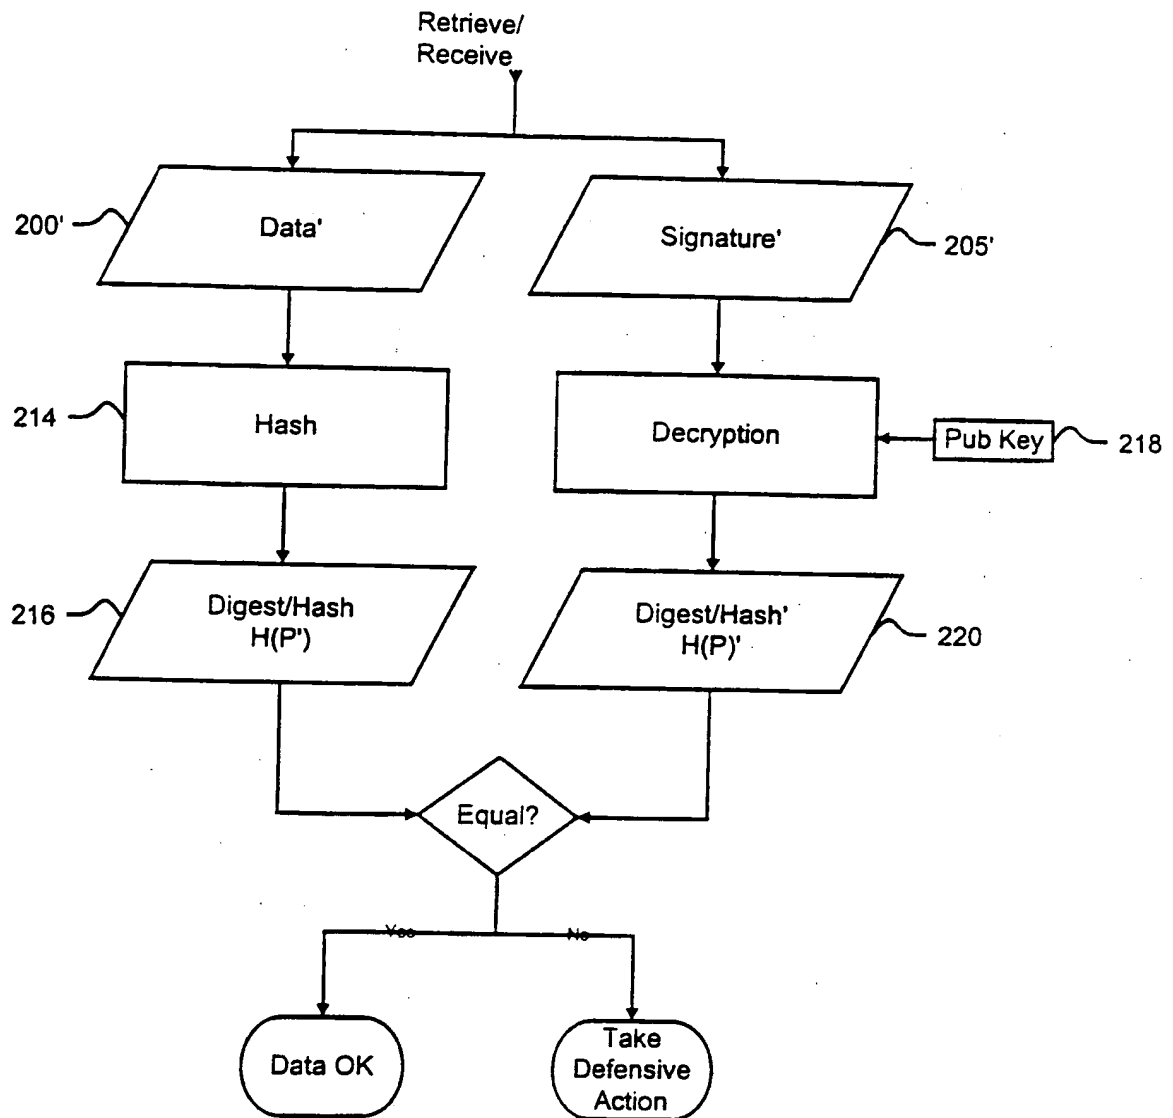 Retrieve/
Receive
200'
Data'
Signature'
205'
214
Hash
Decryption
Pub Key
218
216
Digest/Hash
H(P')
Digest/Hash'
H(P)'
220
Equal?
Yes
No
Data OK
Take
Defensive
Action